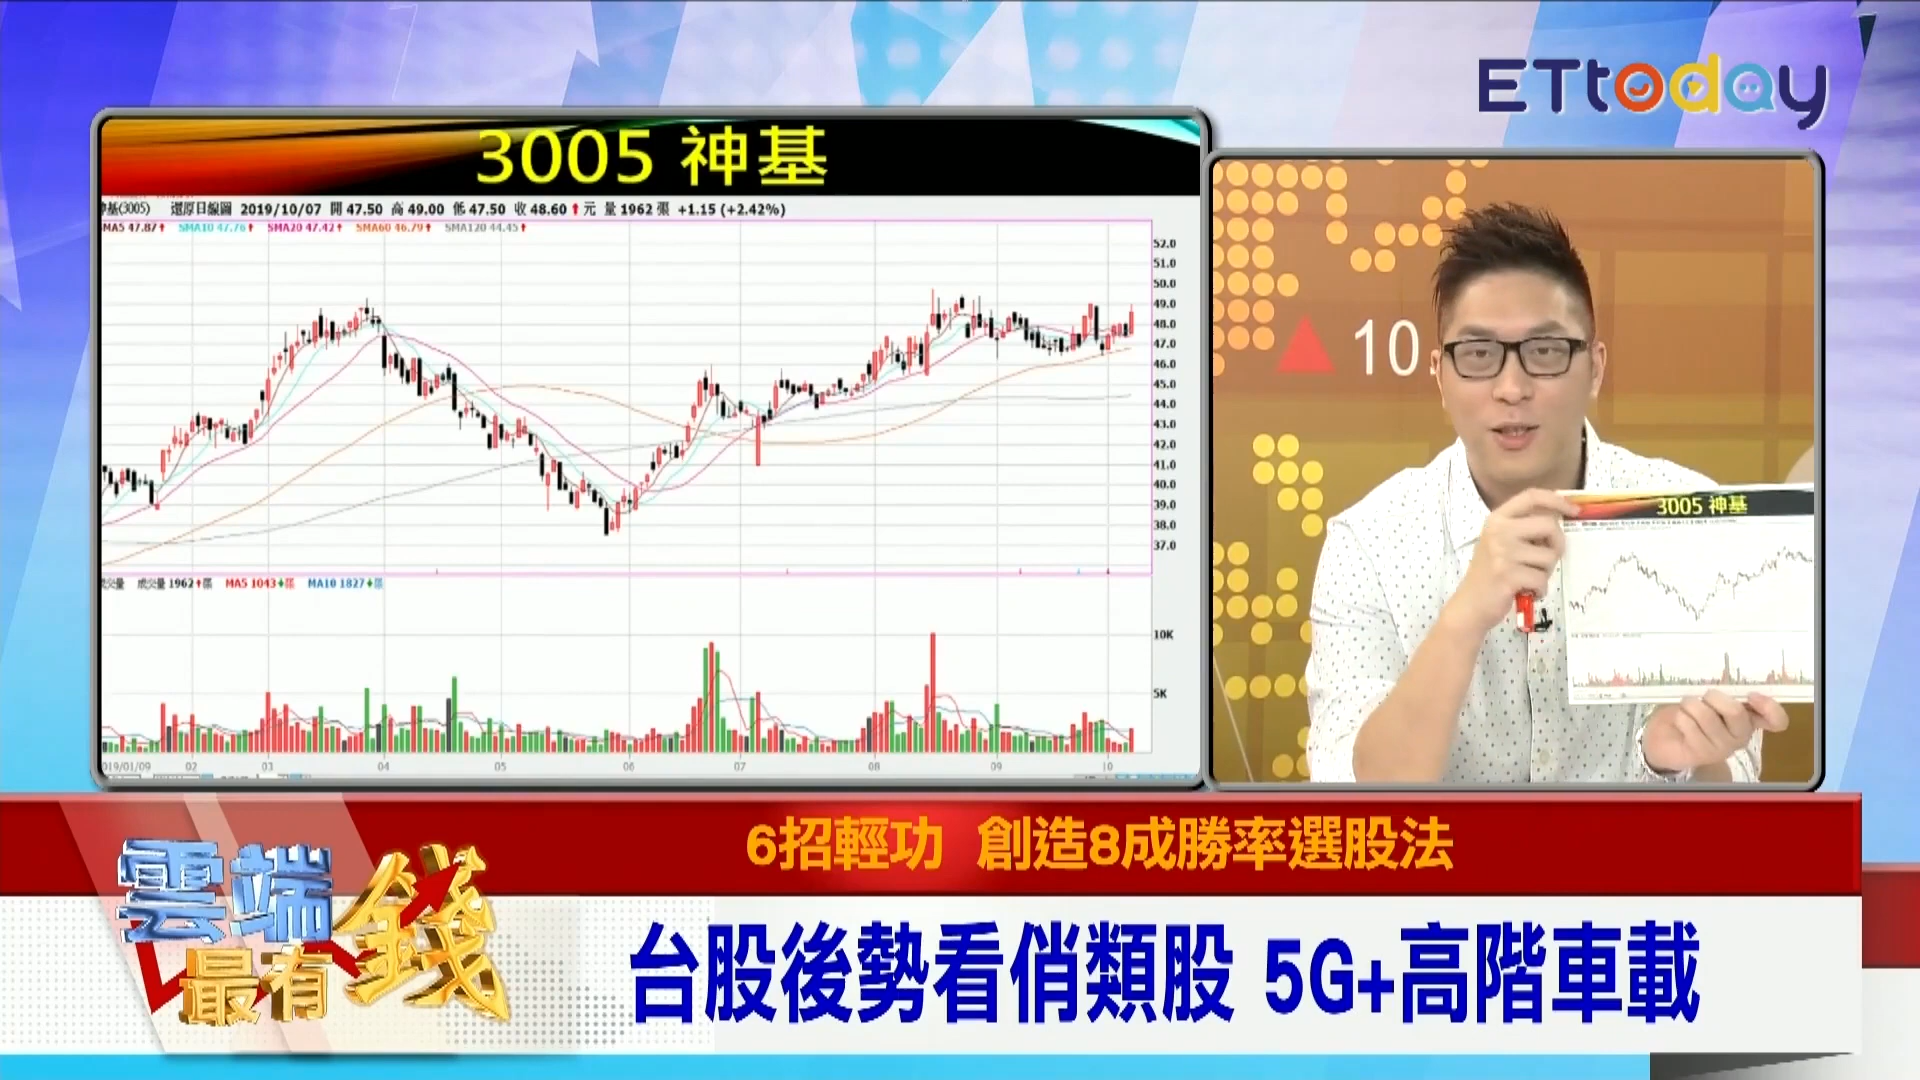 ETtoday
3005 神基
基(3005) 還原日線圖 2019/10/07 開 47.50 高 49.00 低 47.50 收 48.60↑元 量 1962 張 +1.15 (+2.42%)
MA5 47.87↑ SMA10 47.76↑ SMA20 47.42↑ SMA60 46.79↑ SMA120 44.45↑
52.0
51.0
50.0
49.0
48.0
47.0
46.0
45.0
44.0
43.0
42.0
41.0
40.0
39.0
38.0
37.0
成交量 1962↑張 MA5 1043↓張 MA10 1827↓張
10K
5K
019/01/09 02 03 04 05 06 07 08 09 10
▲10.
3005 神基
6招輕功 創造8成勝率選股法
雲端最有錢
台股後勢看俏類股 5G+高階車載